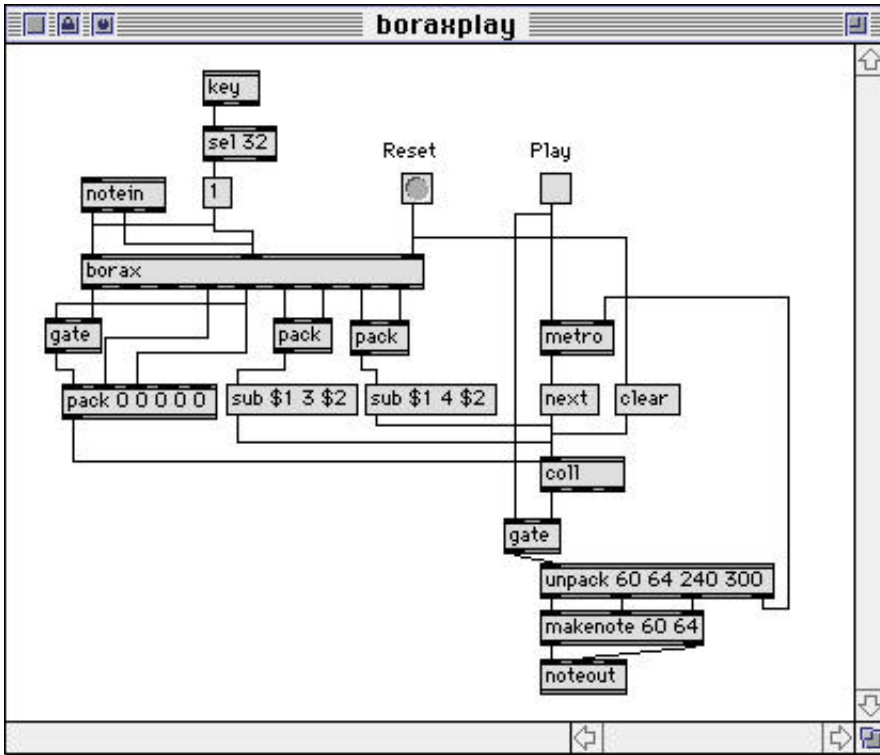 boraxplay
key
sel 32
Reset
Play
notein
1
borax
gate
pack
pack
metro
pack 0 0 0 0 0
sub $1 3 $2
sub $1 4 $2
next
clear
coll
gate
unpack 60 64 240 300
makenote 60 64
noteout